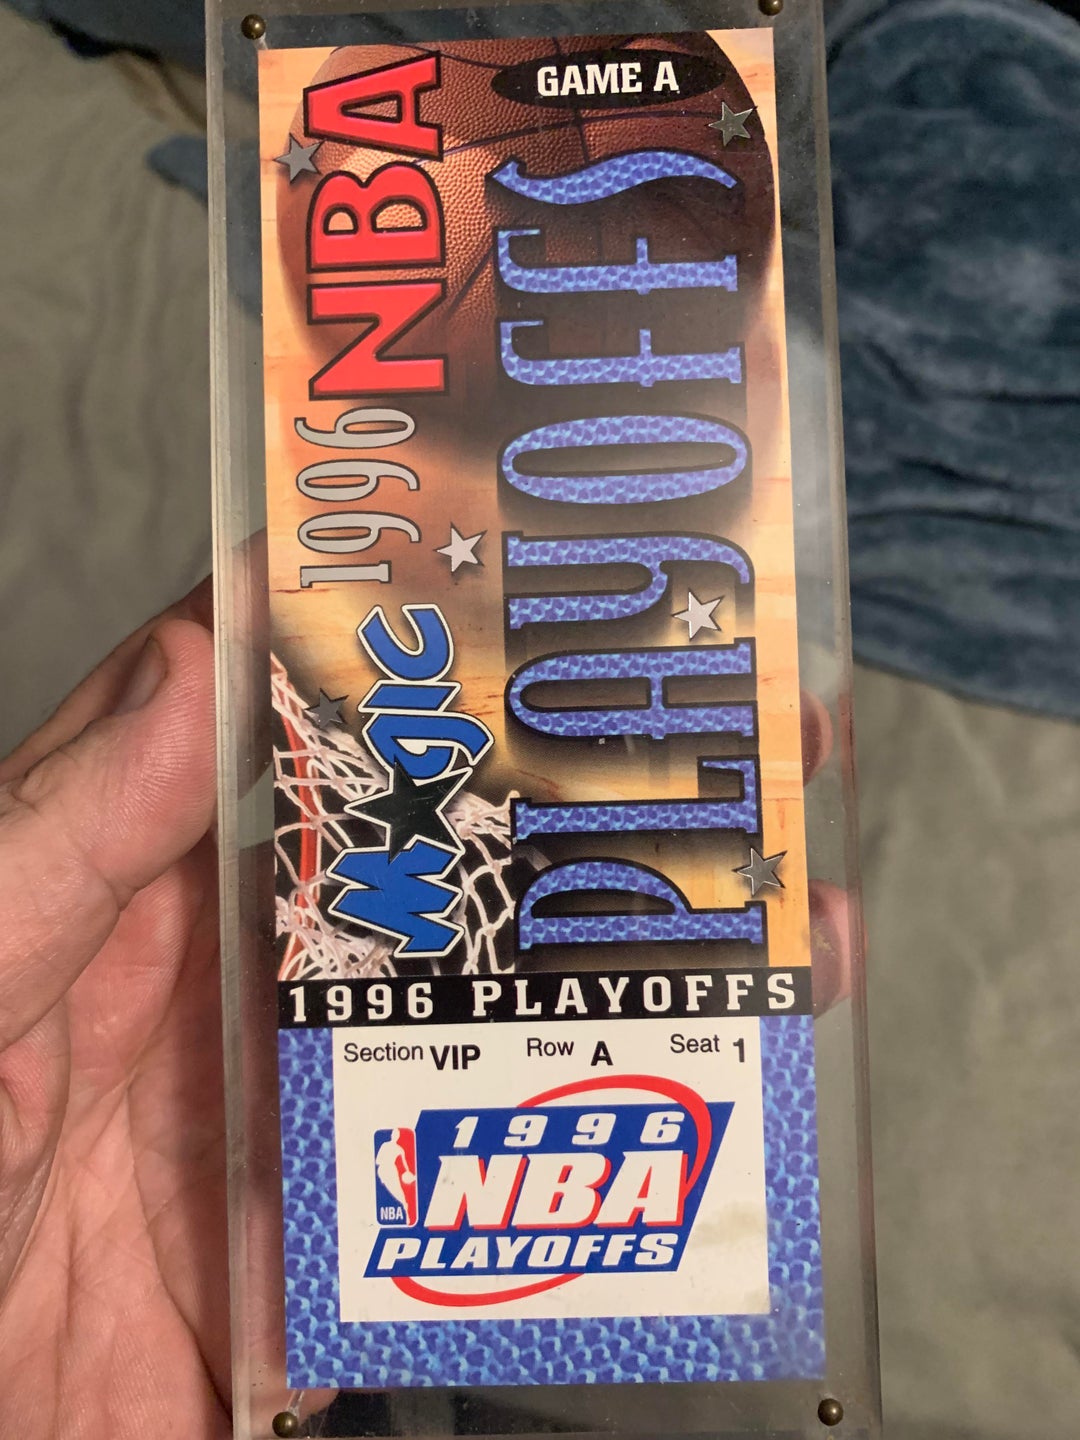 GAME A
1996 NBA
PLAYOFFS
Magic
1996 PLAYOFFS
Section VIP Row A Seat 1
1996
NBA
NBA
PLAYOFFS